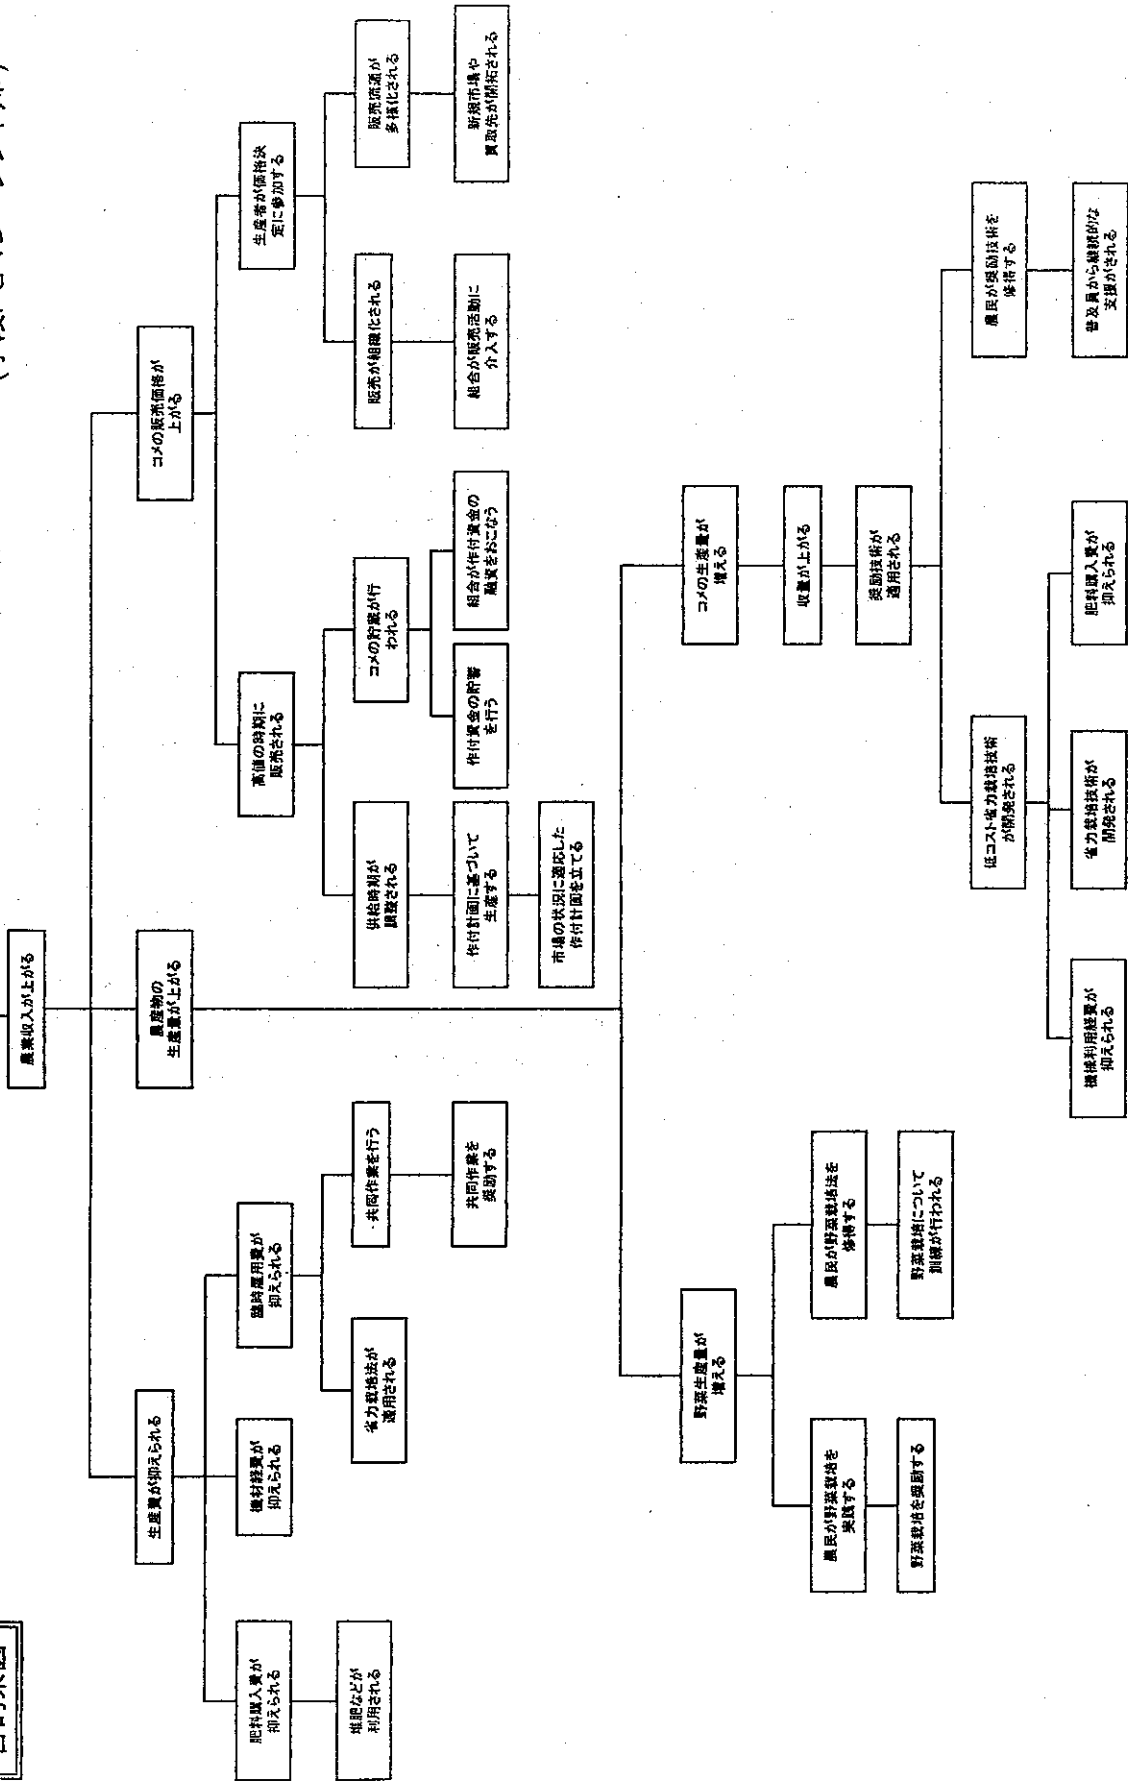 農業収入が上がる
生産費が抑えられる
農産物の
生産量が上がる
コメの販売価格が
上がる
肥料購入費が
抑えられる
機材経費が
抑えられる
臨時雇用費が
抑えられる
高値の時期に
販売される
生産者が価格決
定に参加する
堆肥などが
利用される
省力栽培法が
適用される
共同作業を行う
供給時期が
調整される
コメの貯蔵が行
われる
販売が組織化される
販売流通が
多様化される
共同作業を
奨励する
作付計画に基づいて
生産する
作付資金の貯蓄
を行う
組合が作付資金の
融資をおこなう
組合が販売活動に
介入する
新規市場や
買取先が開拓される
市場の状況に適応した
作付計画を立てる
野菜生産量が
増える
コメの生産量が
増える
収量が上がる
農民が野菜栽培を
実践する
農民が野菜栽培法を
修得する
奨励技術が
適用される
野菜栽培を奨励する
野菜栽培について
訓練が行われる
低コスト省力栽培技術
が開発される
農民が奨励技術を
修得する
機械利用経費が
抑えられる
省力栽培技術が
開発される
肥料購入費が
抑えられる
普及員から継続的な
支援がされる